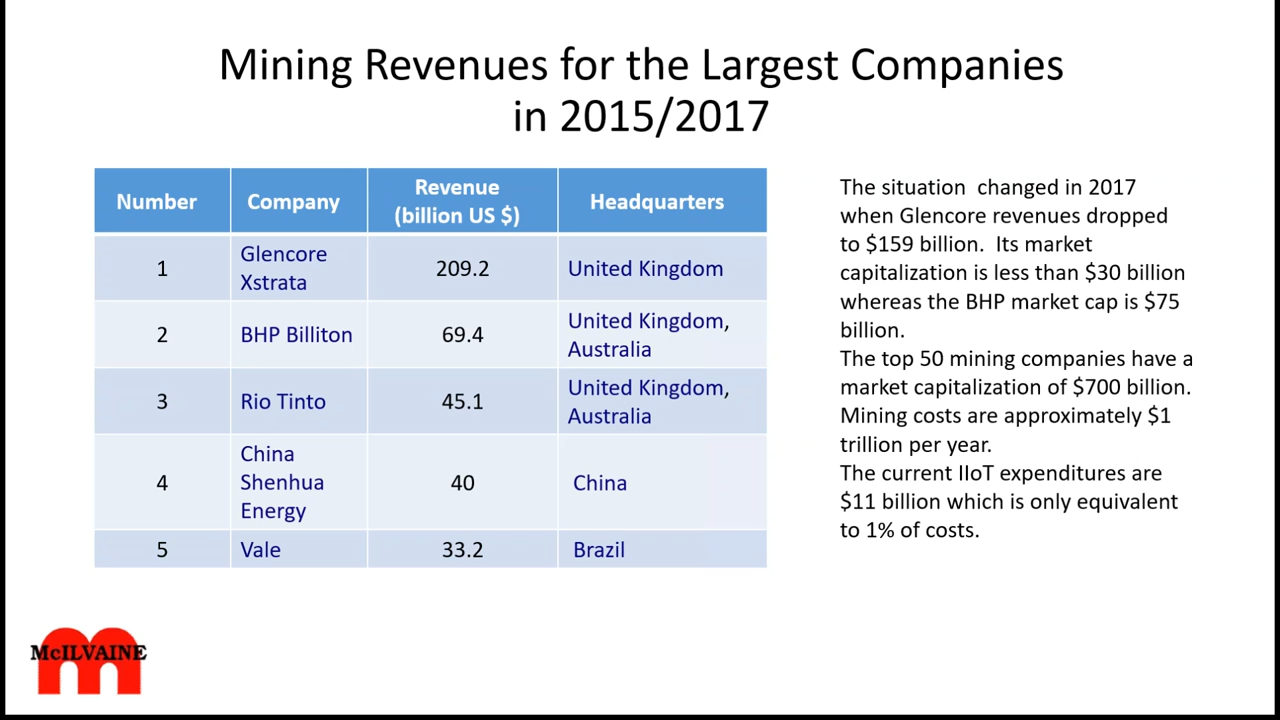 Mining Revenues for the Largest Companies
in 2015/2017
Number Company Revenue (billion US $) Headquarters
1 Glencore Xstrata 209.2 United Kingdom
2 BHP Billiton 69.4 United Kingdom, Australia
3 Rio Tinto 45.1 United Kingdom, Australia
4 China Shenhua Energy 40 China
5 Vale 33.2 Brazil
The situation  changed in 2017
when Glencore revenues dropped
to $159 billion.  Its market
capitalization is less than $30 billion
whereas the BHP market cap is $75
billion.
The top 50 mining companies have a
market capitalization of $700 billion.
Mining costs are approximately $1
trillion per year.
The current IIoT expenditures are
$11 billion which is only equivalent
to 1% of costs.
McILVAINE